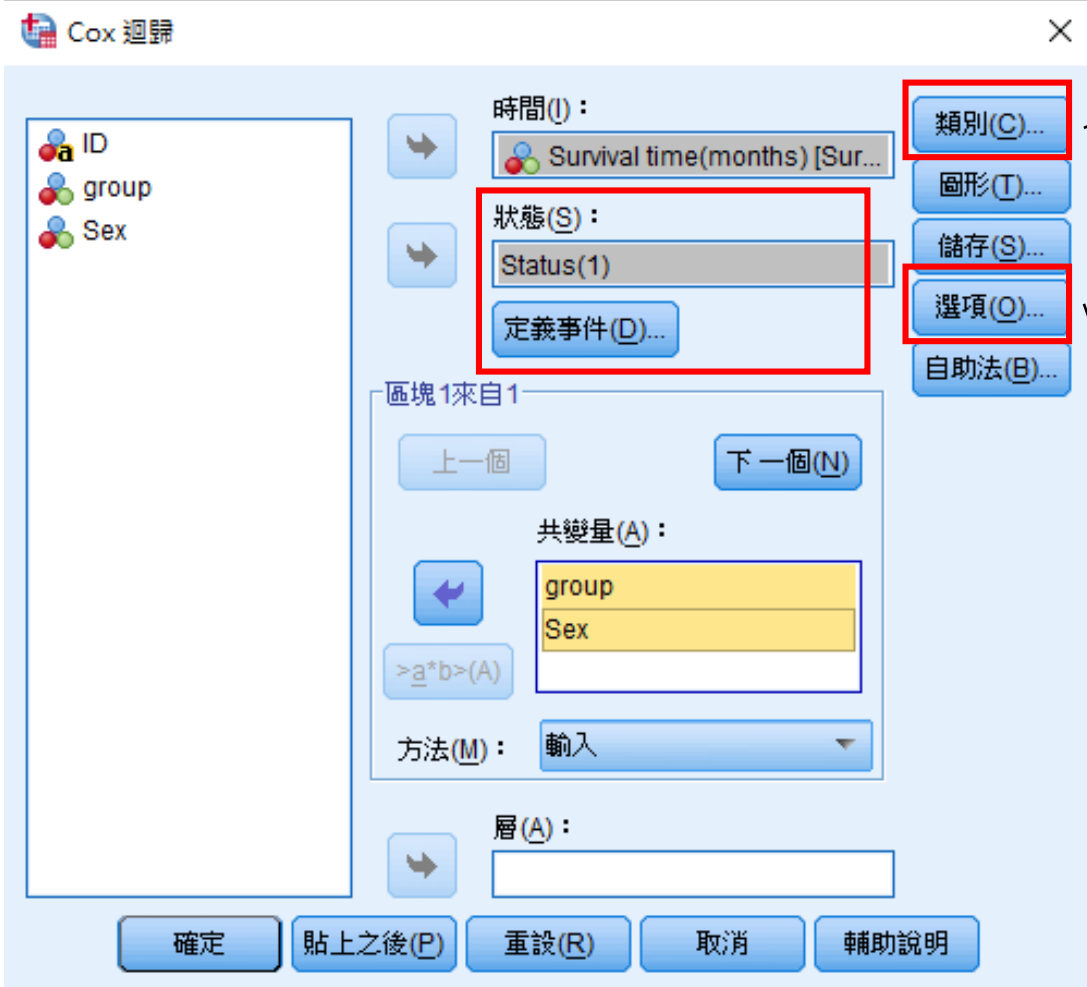 Cox 迴歸
ID
group
Sex
時間(I)：
Survival time(months) [Sur...
狀態(S)：
Status(1)
定義事件(D)...
區塊1來自1
上一個
下一個(N)
共變量(A)：
group
Sex
>a*b>(A)
方法(M)：
輸入
層(A)：
類別(C)...
圖形(T)...
儲存(S)...
選項(O)...
自助法(B)...
確定
貼上之後(P)
重設(R)
取消
輔助說明